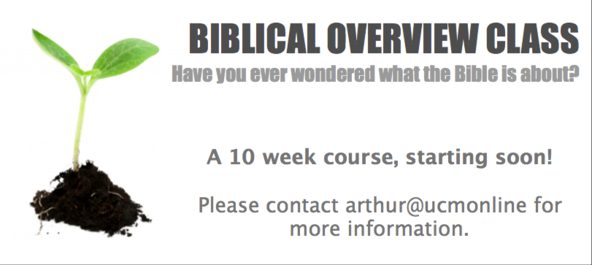 BIBLICAL OVERVIEW CLASS
Have you ever wondered what the Bible is about?
A 10 week course, starting soon!
Please contact arthur@ucmonline for
more information.